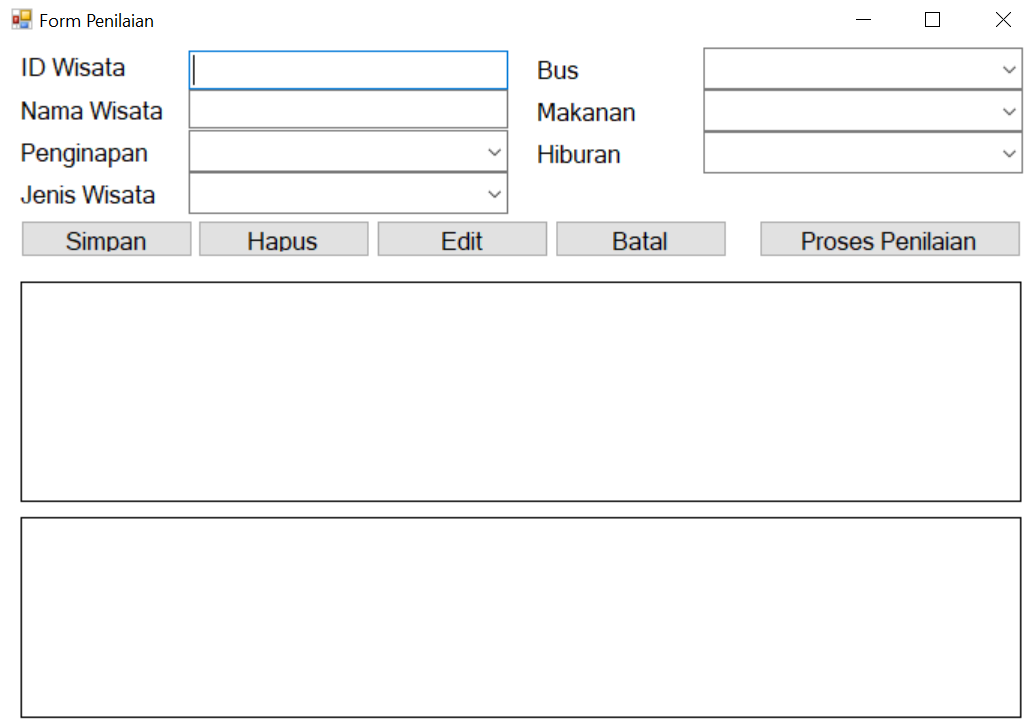 Form Penilaian
ID Wisata
Nama Wisata
Penginapan
Jenis Wisata
Bus
Makanan
Hiburan
Simpan
Hapus
Edit
Batal
Proses Penilaian